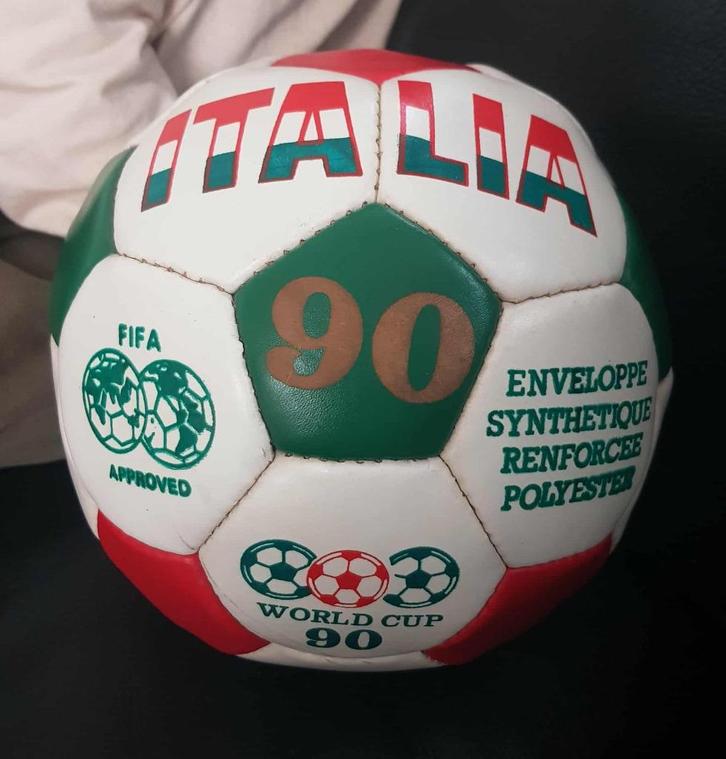 ITALIA
90
FIFA
APPROVED
ENVELOPPE
SYNTHETIQUE
RENFORCEE
POLYESTER
WORLD CUP
90